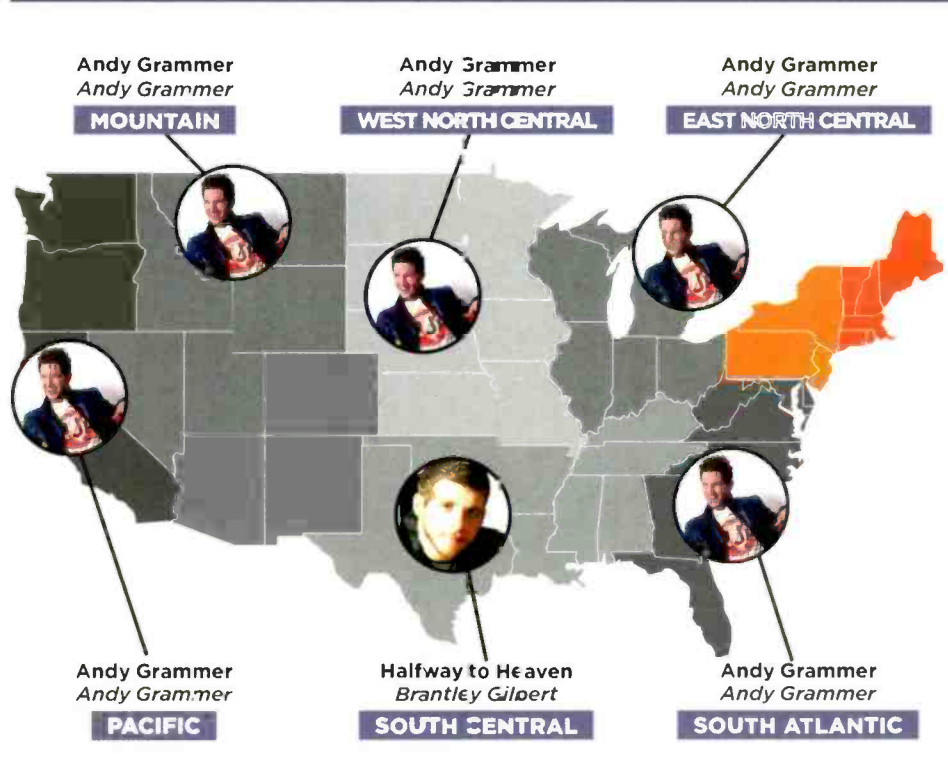 Andy Grammer
Andy Grammer
MOUNTAIN
Andy Grammer
Andy Grammer
WEST NORTH CENTRAL
Andy Grammer
Andy Grammer
EAST NORTH CENTRAL
Andy Grammer
Andy Grammer
PACIFIC
Halfway to Heaven
Brantley Gilbert
SOUTH CENTRAL
Andy Grammer
Andy Grammer
SOUTH ATLANTIC